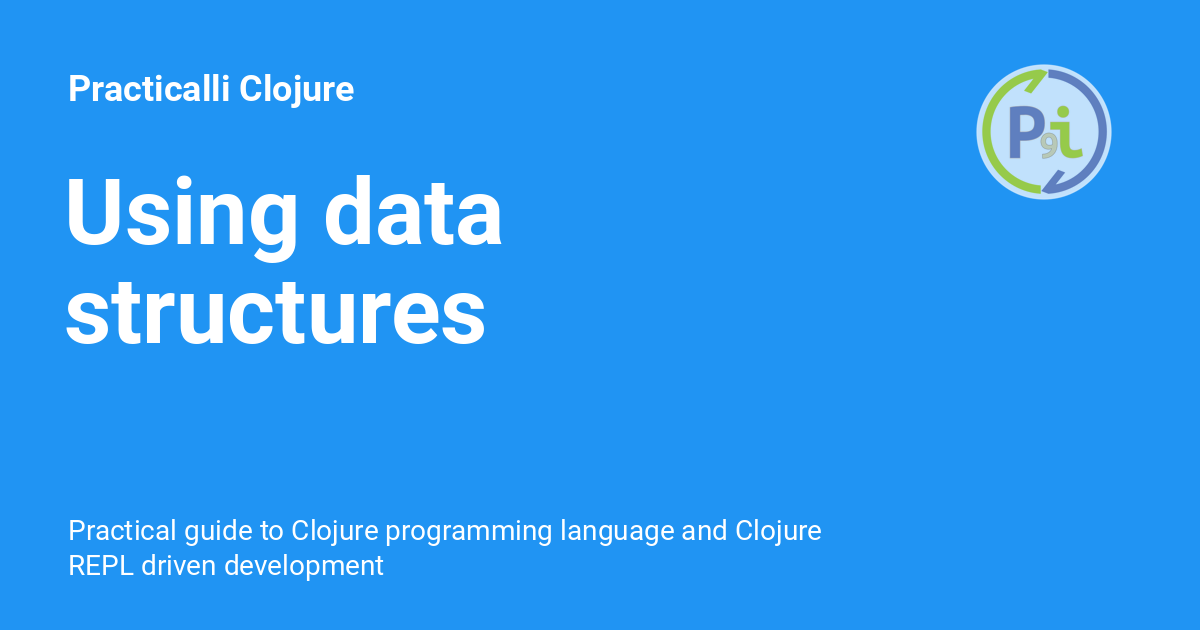 Practicalli Clojure
P9i
Using data
structures
Practical guide to Clojure programming language and Clojure
REPL driven development